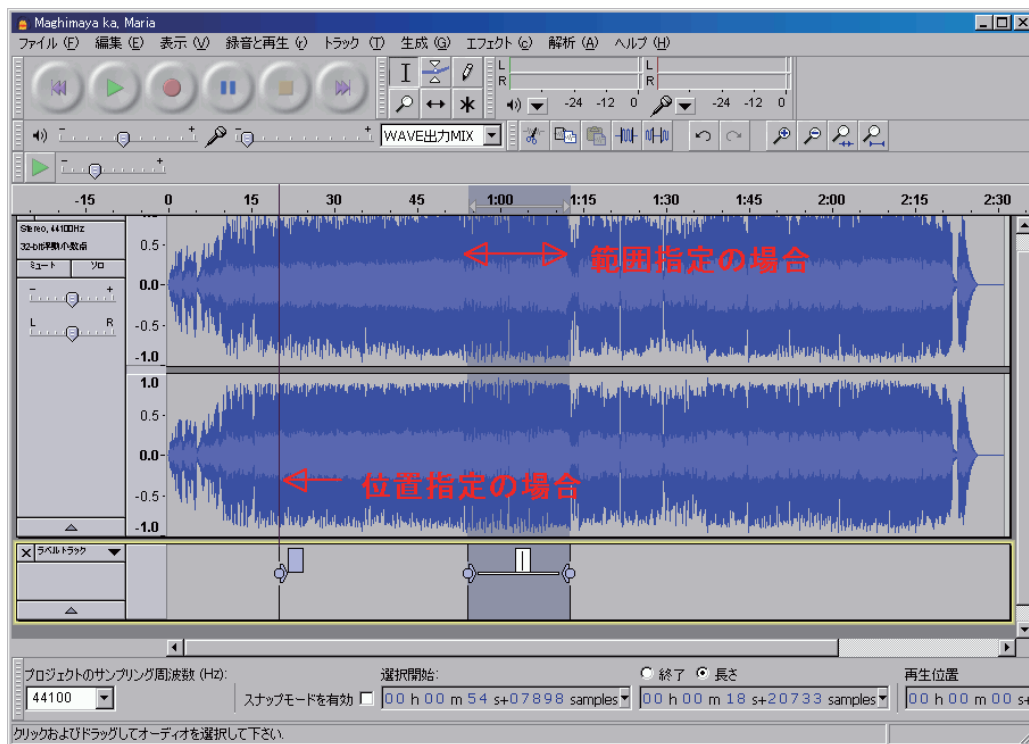 Maghimaya ka, Maria
ファイル (F) 編集 (E) 表示 (V) 録音と再生 (r) トラック (T) 生成 (G) エフェクト (c) 解析 (A) ヘルプ (H)
L L
R R
-24 -12 0 -24 -12 0
- + - + WAVE出力MIX
- +
-15 0 15 30 45 1:00 1:15 1:30 1:45 2:00 2:15 2:30
Stereo, 44100Hz
32-bit浮動小数点
ミュート ソロ
- +
L R
0.5
0.0
-0.5
-1.0
範囲指定の場合
1.0
0.5
0.0
-0.5
-1.0
位置指定の場合
ラベルトラック
プロジェクトのサンプリング周波数 (Hz): 選択開始: 終了 長さ 再生位置
44100 スナップモードを有効 00 h 00 m 54 s+07898 samples 00 h 00 m 18 s+20733 samples 00 h 00 m 00 s+
クリックおよびドラッグしてオーディオを選択して下さい.